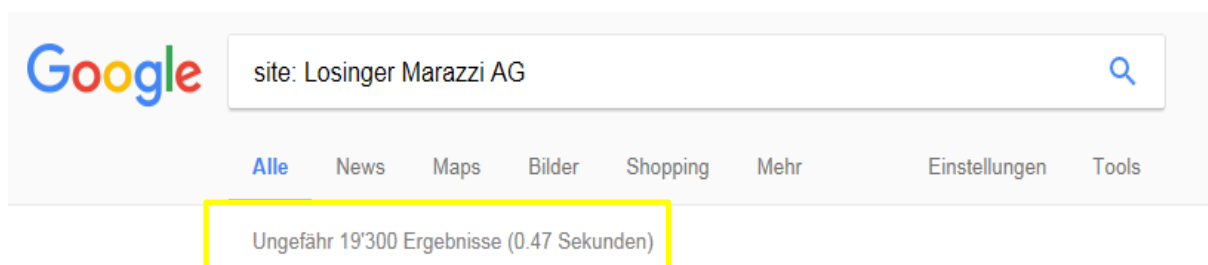 Google site: Losinger Marazzi AG
Alle News Maps Bilder Shopping Mehr Einstellungen Tools
Ungefähr 19'300 Ergebnisse (0.47 Sekunden)